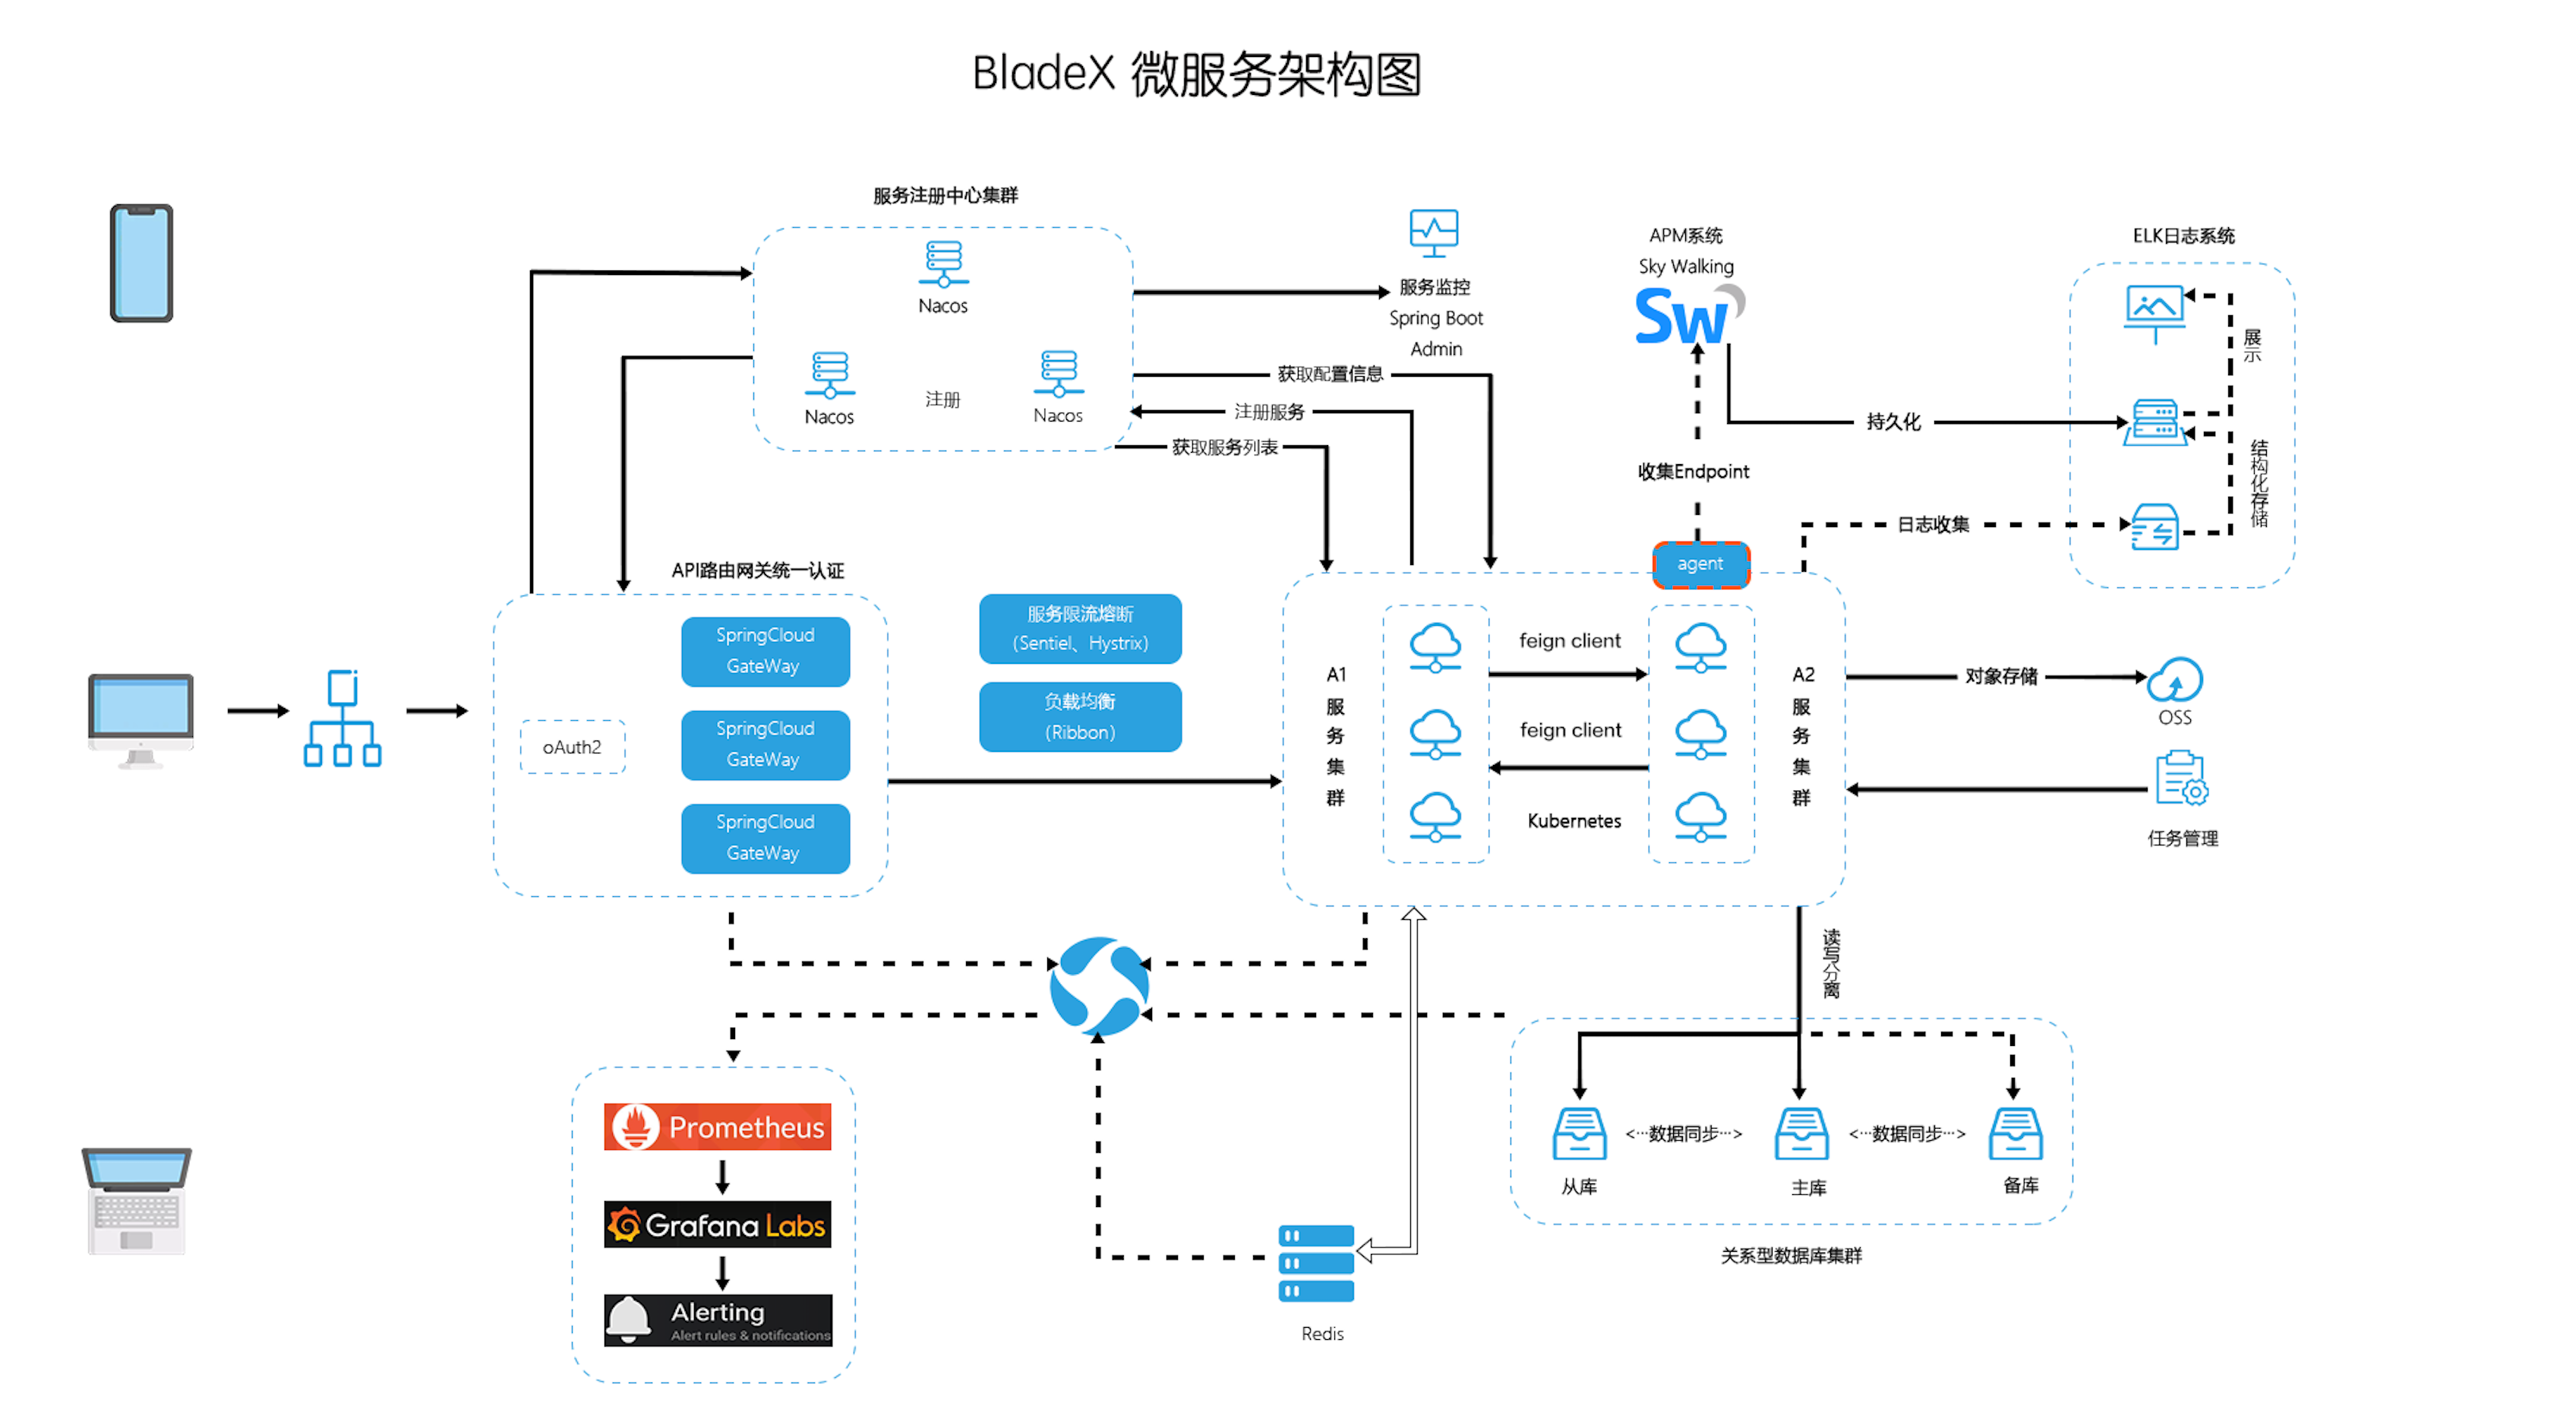 BladeX 微服务架构图
服务注册中心集群
Nacos
Nacos
注册
Nacos
服务监控
Spring Boot
Admin
获取配置信息
注册服务
获取服务列表
APM系统
Sky Walking
Sw
收集Endpoint
agent
持久化
日志收集
ELK日志系统
展示
结构化存储
API路由网关统一认证
oAuth2
SpringCloud
GateWay
SpringCloud
GateWay
SpringCloud
GateWay
服务限流熔断
(Sentiel、Hystrix)
负载均衡
(Ribbon)
A1
服
务
集
群
feign client
feign client
Kubernetes
A2
服
务
集
群
对象存储
OSS
任务管理
读写分离
Prometheus
Grafana Labs
Alerting
Alert rules & notifications
Redis
<···数据同步···>
<···数据同步···>
从库
主库
备库
关系型数据库集群